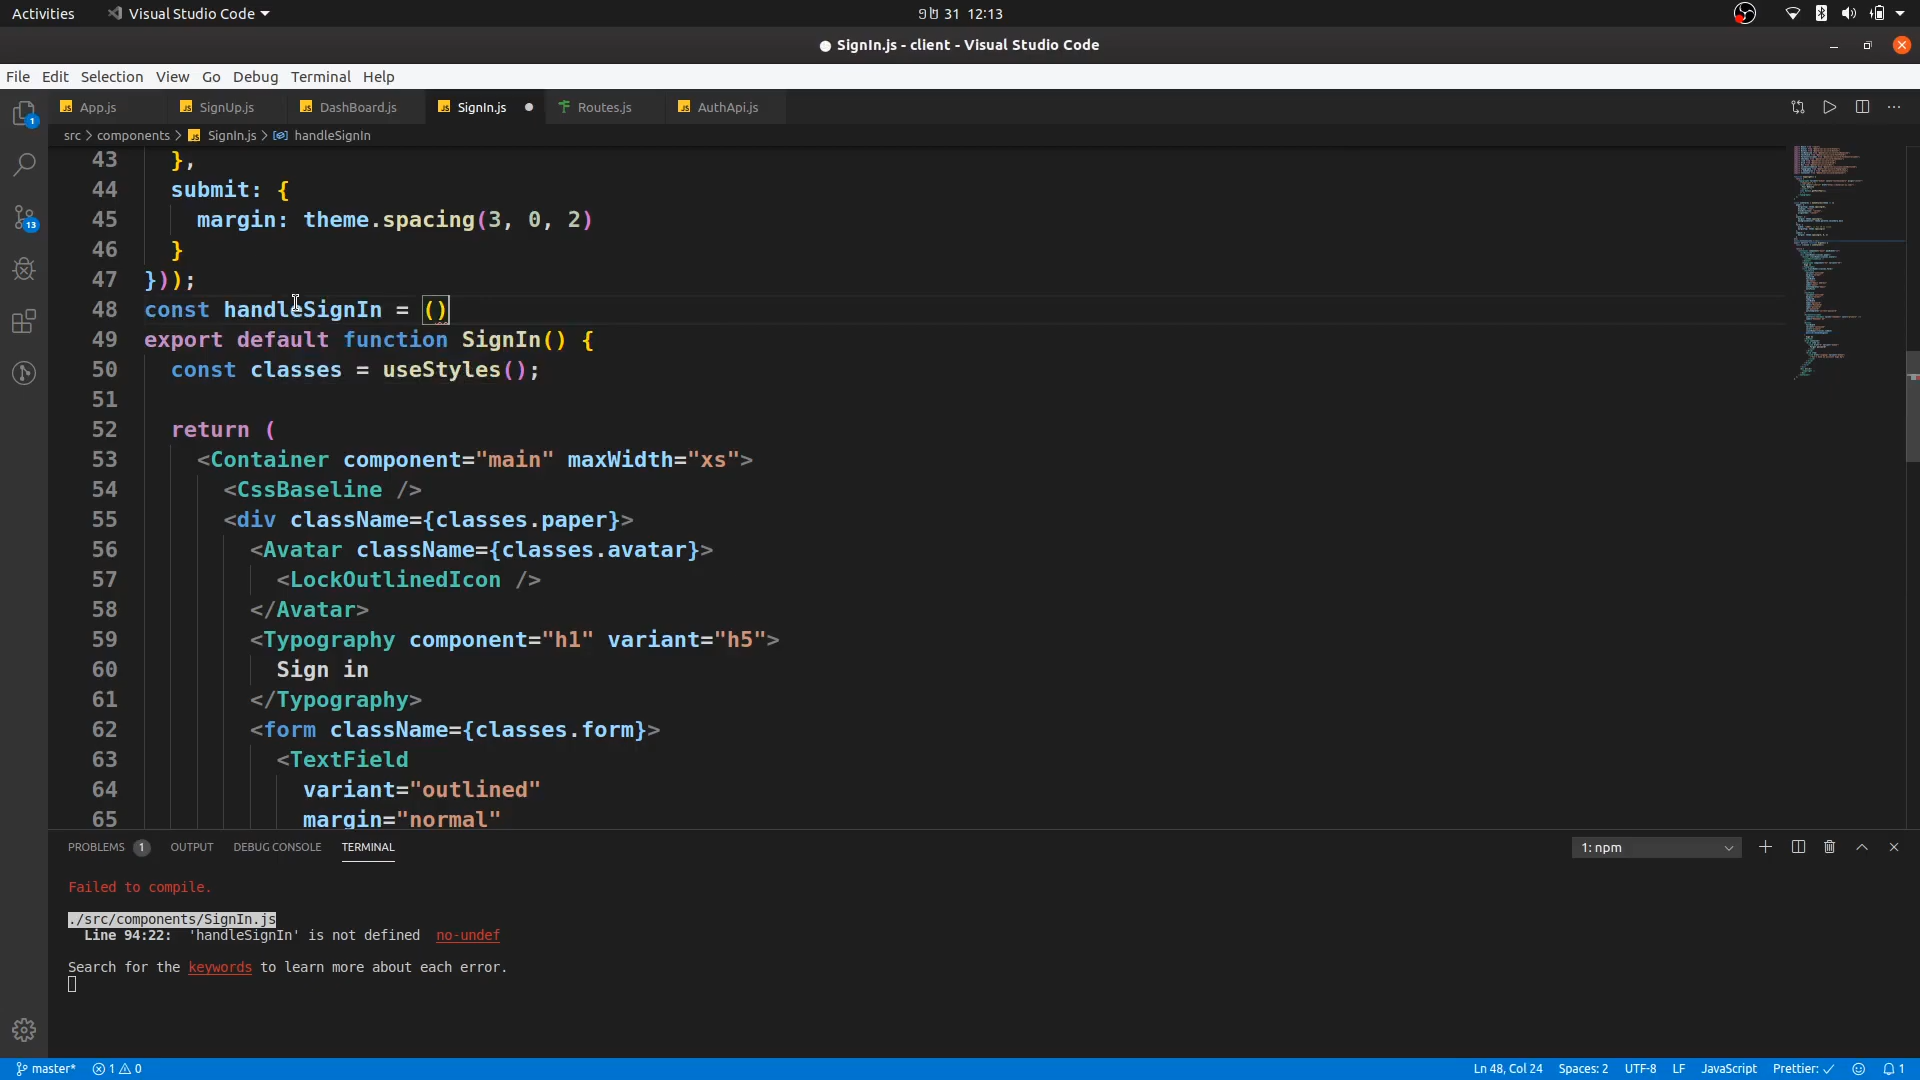 Activities
Visual Studio Code
31 12:13
SignIn.js - client - Visual Studio Code
File Edit Selection View Go Debug Terminal Help
App.js
SignUp.js
DashBoard.js
SignIn.js
Routes.js
AuthApi.js
src > components > SignIn.js > handleSignIn
43 },
44 submit: {
45 margin: theme.spacing(3, 0, 2)
46 }
47 }));
48 const handleSignIn = ()
49 export default function SignIn() {
50 const classes = useStyles();
51
52 return (
53 <Container component="main" maxWidth="xs">
54 <CssBaseline />
55 <div className={classes.paper}>
56 <Avatar className={classes.avatar}>
57 <LockOutlinedIcon />
58 </Avatar>
59 <Typography component="h1" variant="h5">
60 Sign in
61 </Typography>
62 <form className={classes.form}>
63 <TextField
64 variant="outlined"
65 margin="normal"
1
13
PROBLEMS 1 OUTPUT DEBUG CONSOLE TERMINAL
1: npm
Failed to compile.
./src/components/SignIn.js
Line 94:22: 'handleSignIn' is not defined no-undef
Search for the keywords to learn more about each error.
master* 1 0
Ln 48, Col 24 Spaces: 2 UTF-8 LF JavaScript Prettier: ✓ 1